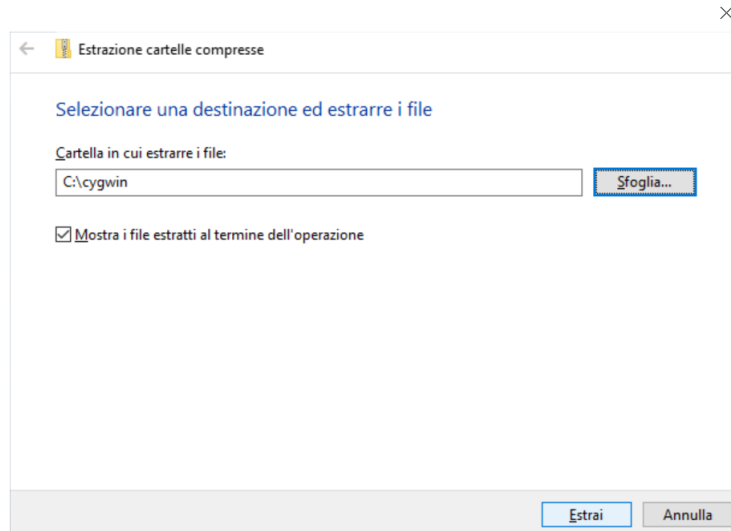 Estrazione cartelle compresse
Selezionare una destinazione ed estrarre i file
Cartella in cui estrarre i file:
C:\cygwin
Sfoglia...
Mostra i file estratti al termine dell'operazione
Estrai
Annulla